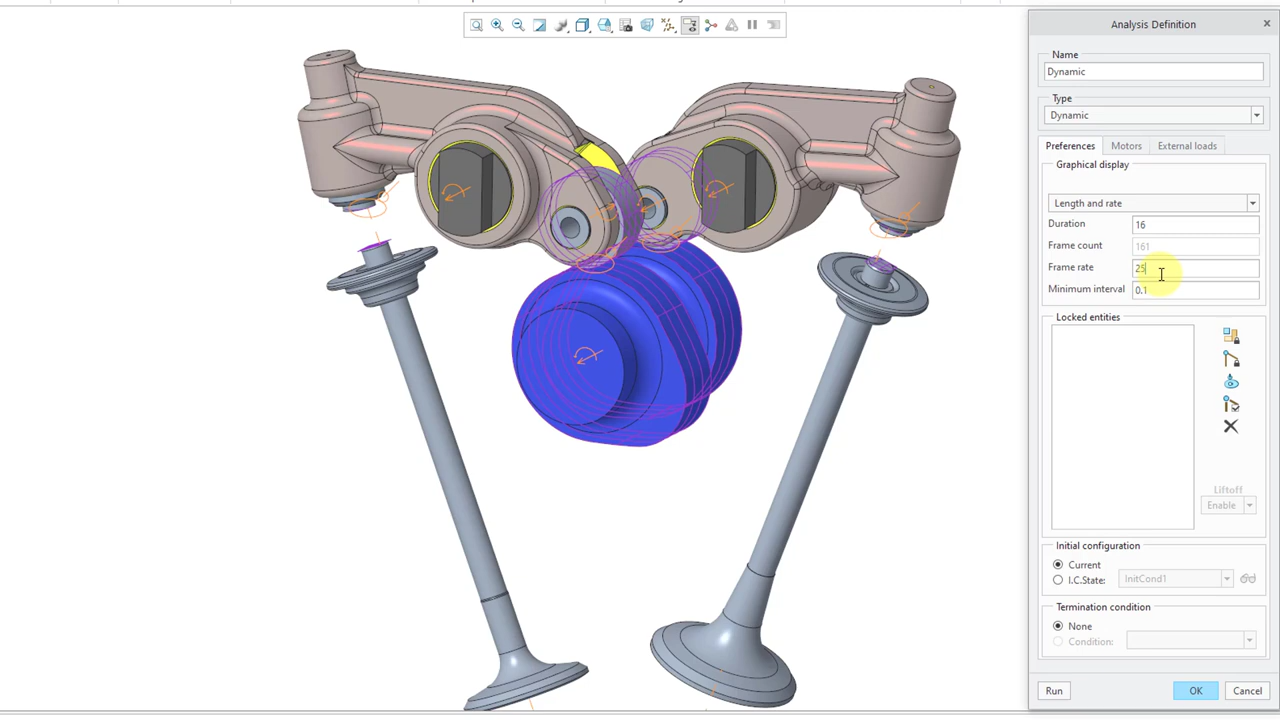 Analysis Definition
Name
Dynamic
Type
Dynamic
Preferences Motors External loads
Graphical display
Length and rate
Duration 16
Frame count 161
Frame rate 25
Minimum interval 0.1
Locked entities
Liftoff
Enable
Initial configuration
Current
I.C.State: InitCond1
Termination condition
None
Condition:
Run OK Cancel